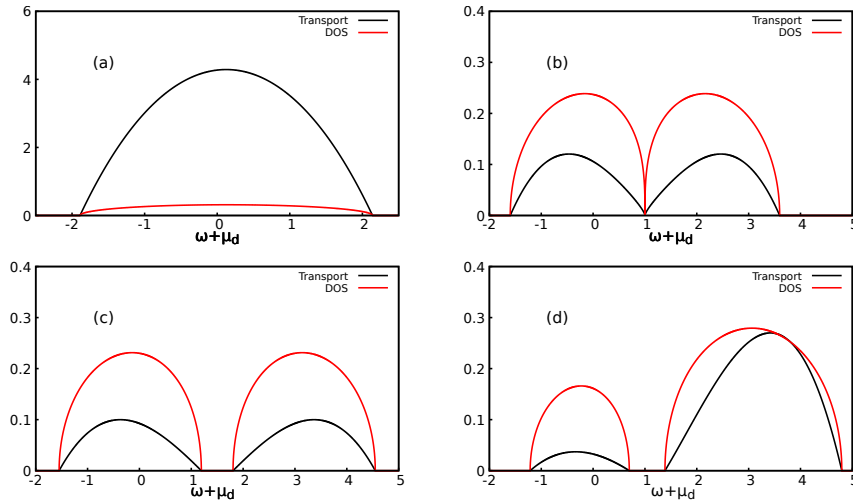 6
4
2
0
Transport
DOS
(a)
-2 -1 0 1 2
ω+μd
0.4
0.3
0.2
0.1
0
Transport
DOS
(b)
-2 -1 0 1 2 3 4 5
ω+μd
0.4
0.3
0.2
0.1
0
Transport
DOS
(c)
-2 -1 0 1 2 3 4 5
ω+μd
0.4
0.3
0.2
0.1
0
Transport
DOS
(d)
-2 -1 0 1 2 3 4 5
ω+μd